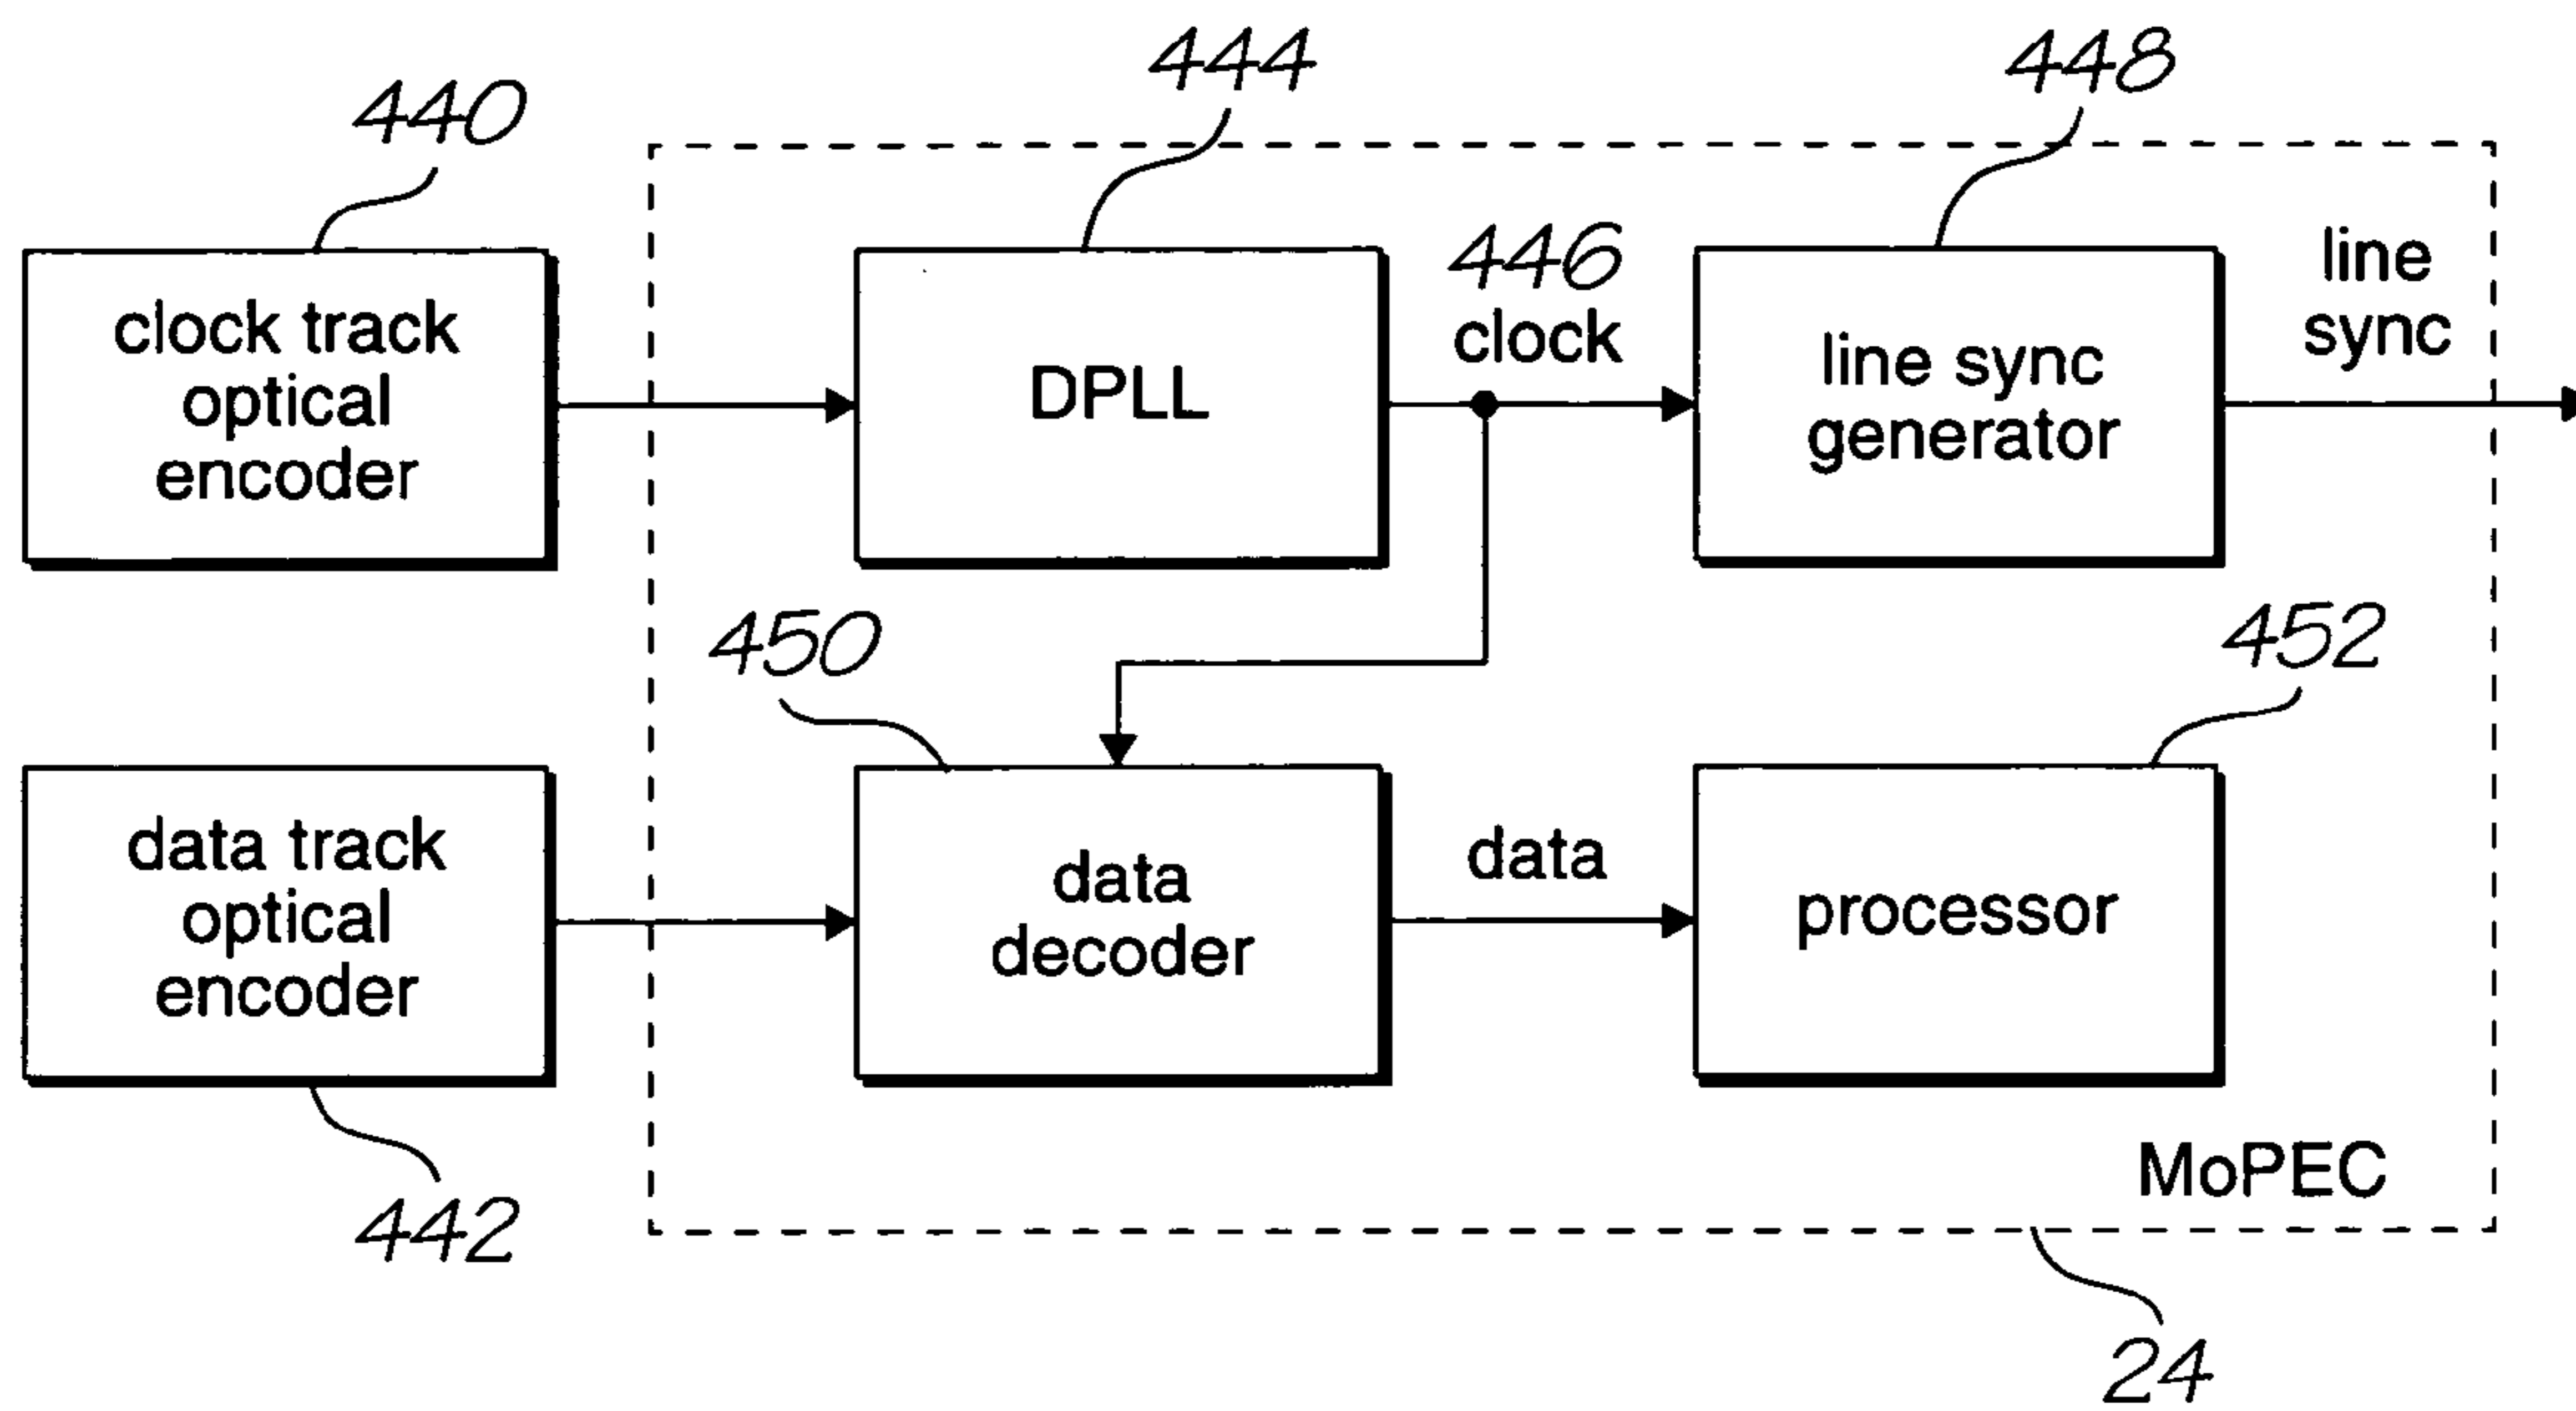 444
448
440
446
clock
line
sync
clock track
optical
encoder
DPLL
line sync
generator
450
452
data track
optical
encoder
data
decoder
data
processor
MoPEC
442
24